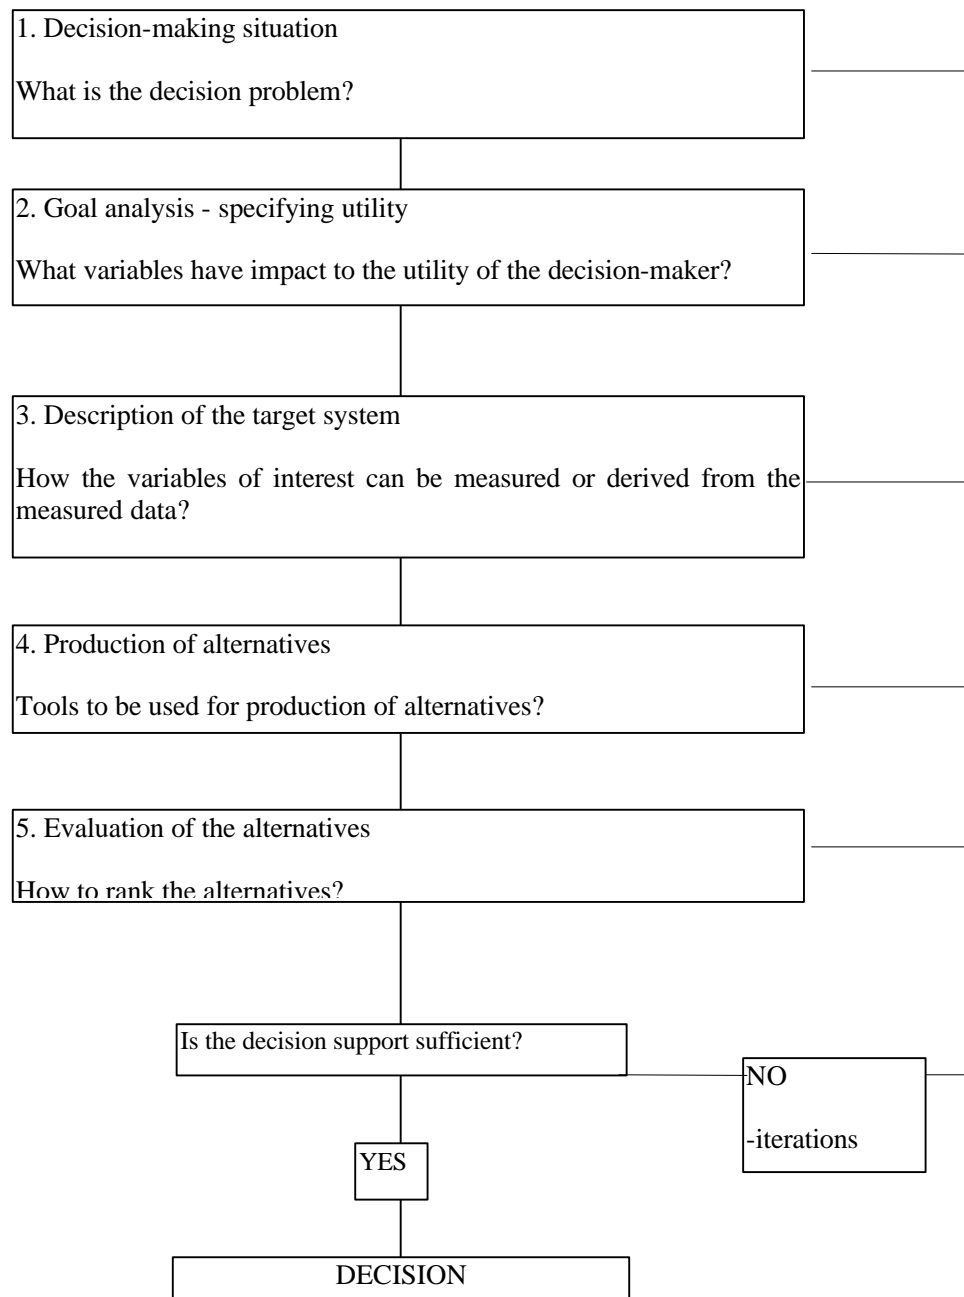 1. Decision-making situation
What is the decision problem?
2. Goal analysis - specifying utility
What variables have impact to the utility of the decision-maker?
3. Description of the target system
How the variables of interest can be measured or derived from the
measured data?
4. Production of alternatives
Tools to be used for production of alternatives?
5. Evaluation of the alternatives
How to rank the alternatives?
Is the decision support sufficient?
NO
-iterations
YES
DECISION